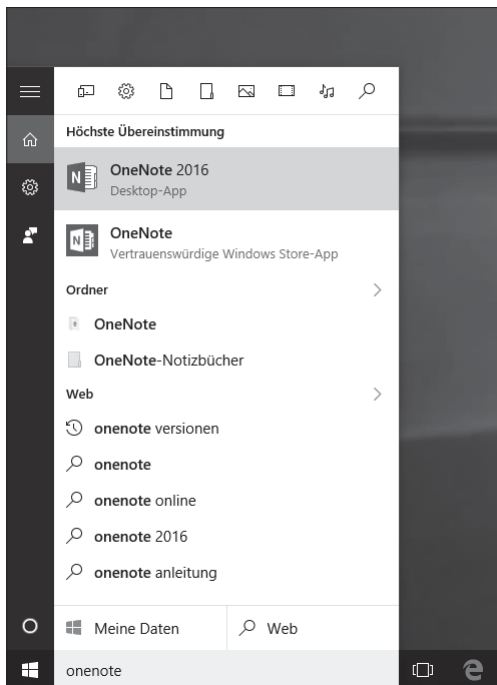 Höchste Übereinstimmung
OneNote 2016
Desktop-App
OneNote
Vertrauenswürdige Windows Store-App
Ordner
OneNote
OneNote-Notizbücher
Web
onenote versionen
onenote
onenote online
onenote 2016
onenote anleitung
Meine Daten
Web
onenote